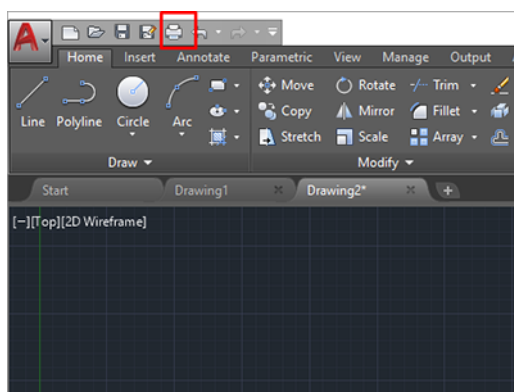 A
Home Insert Annotate Parametric View Manage Output
Move Rotate Trim
Copy Mirror Fillet
Line Polyline Circle Arc
Stretch Scale Array
Draw Modify
Start Drawing1 Drawing2*
[−][Top][2D Wireframe]